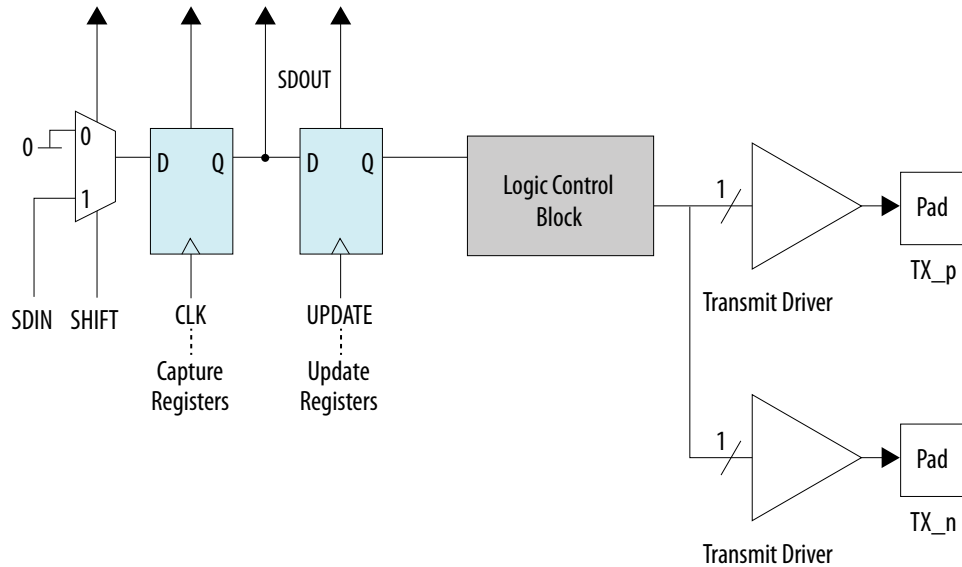 SDOUT
0
0
1
D
Q
D
Q
SDIN
SHIFT
CLK
UPDATE
Capture
Registers
Update
Registers
Logic Control
Block
1
Transmit Driver
Pad
TX_p
1
Transmit Driver
Pad
TX_n